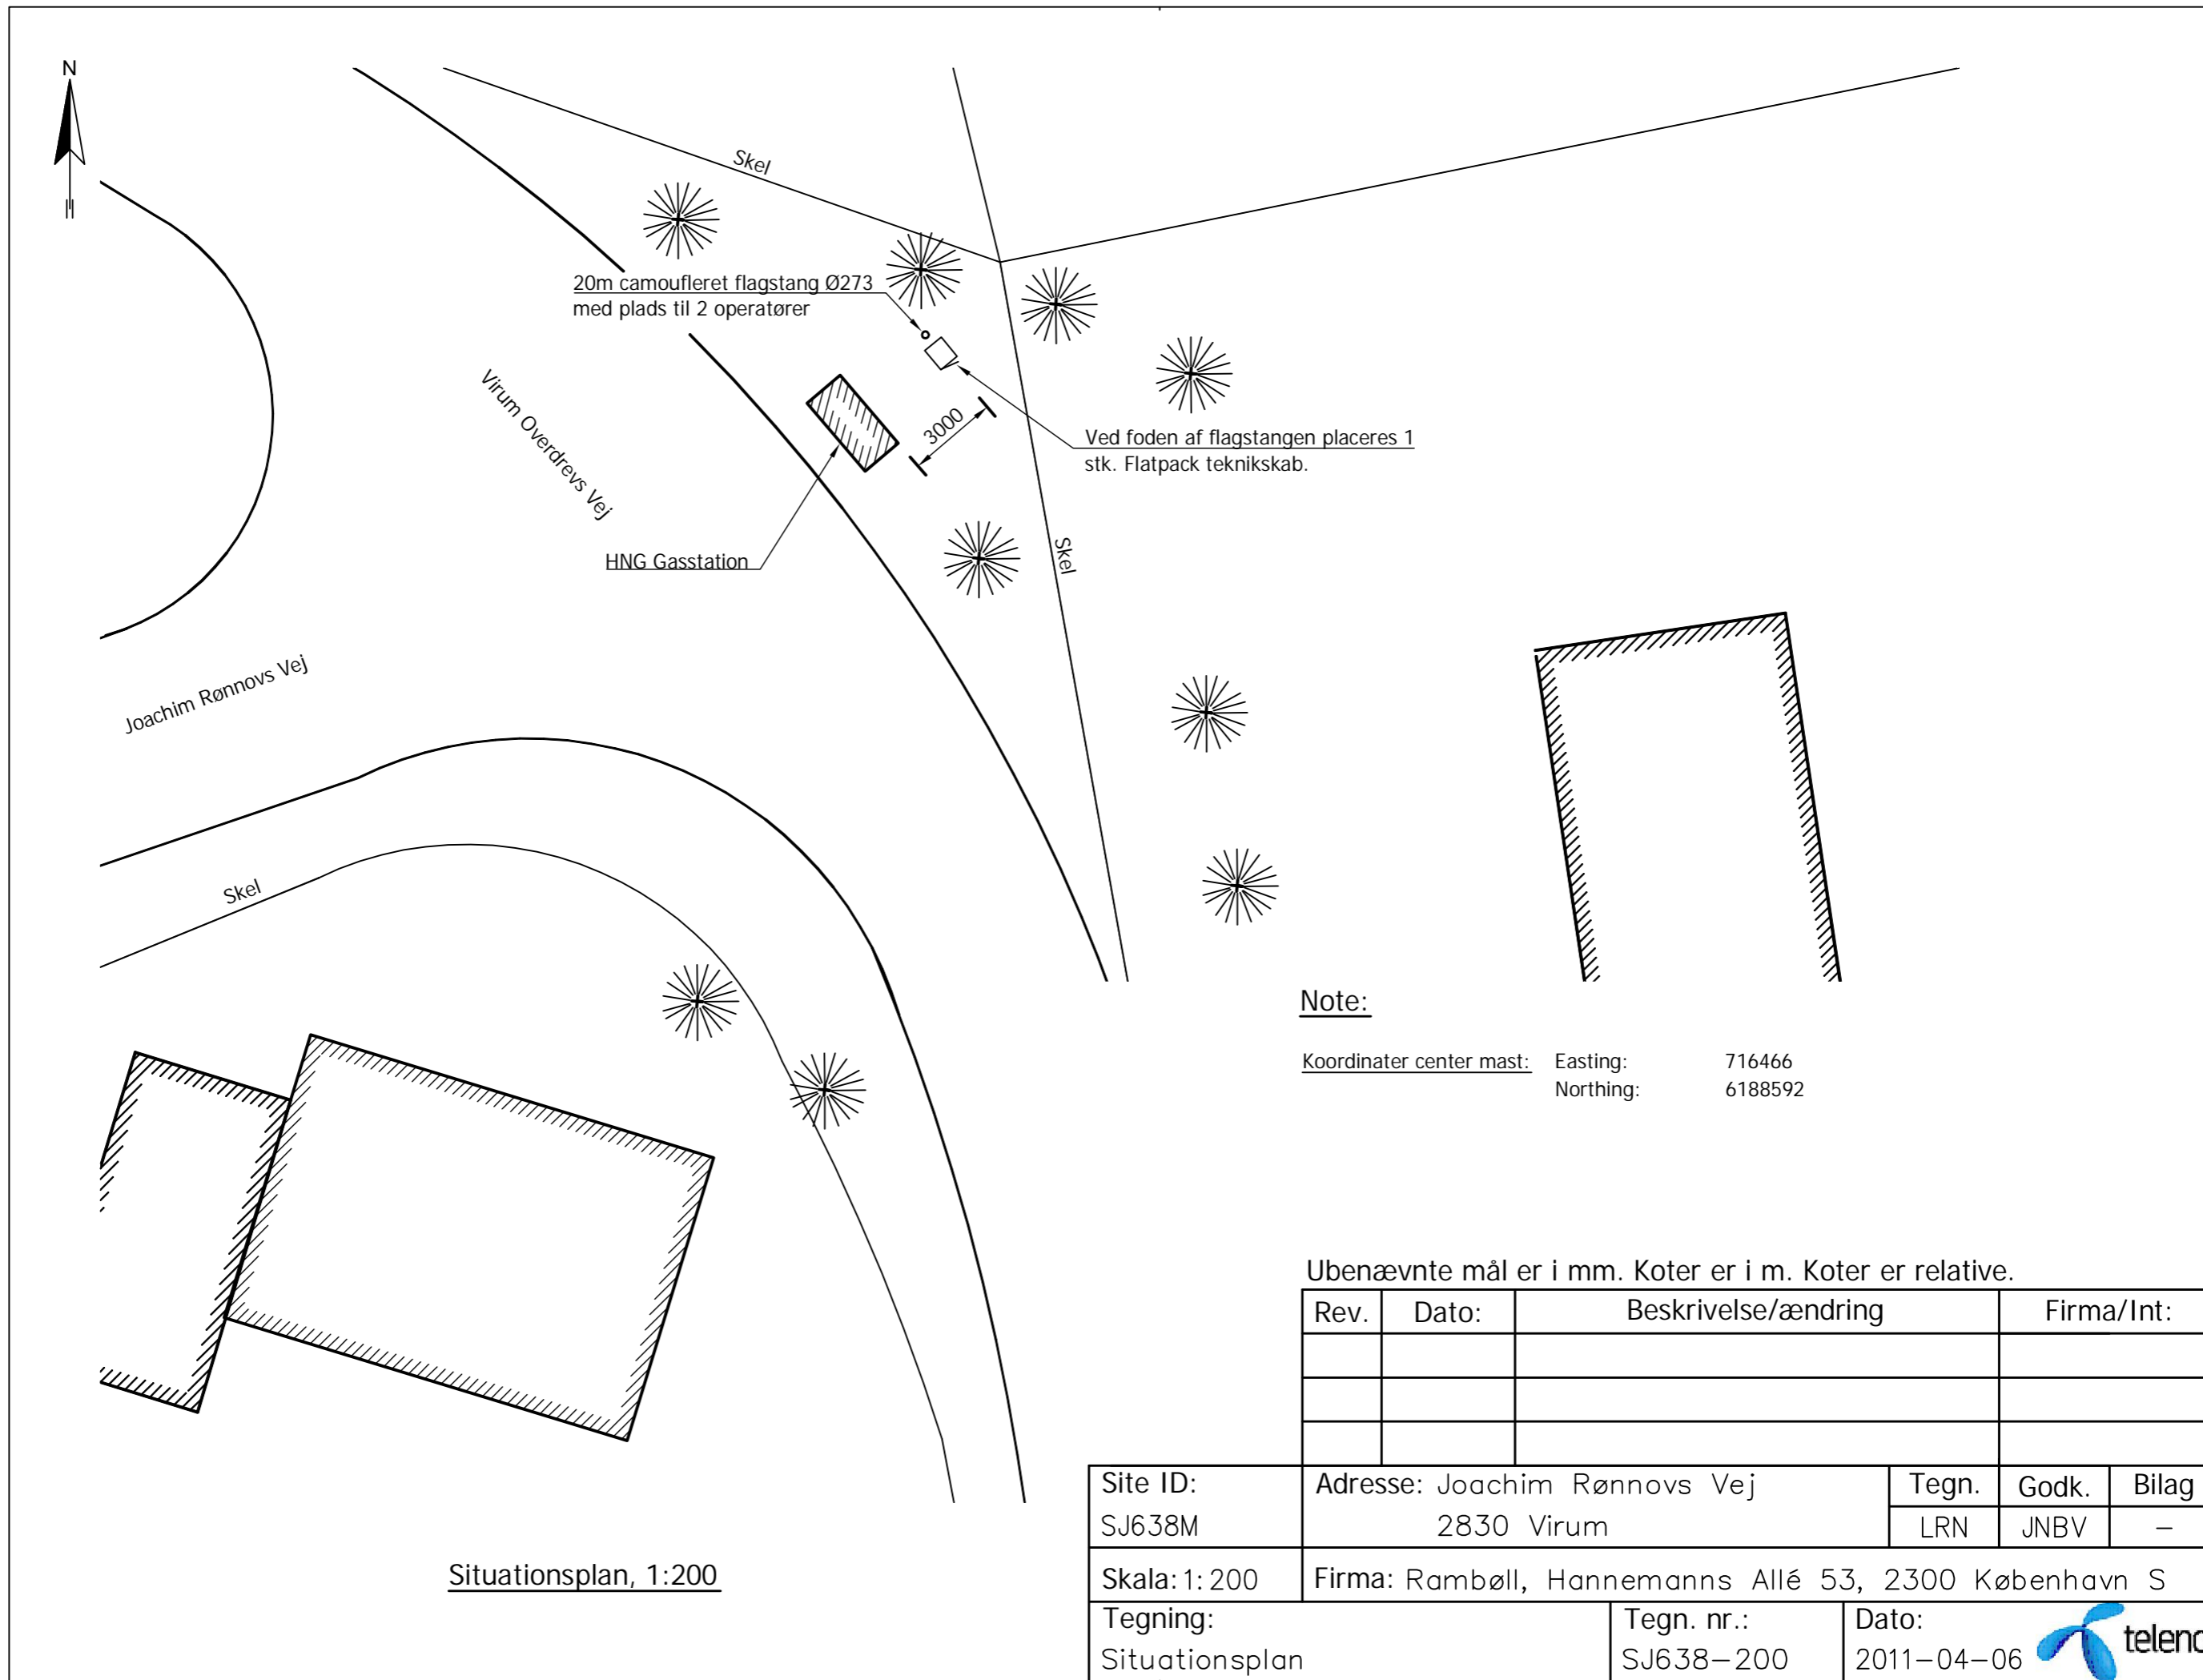 N
Skel
20m camoufleret flagstang Ø273
med plads til 2 operatører
Virum Overdrevs Vej
3000
Ved foden af flagstangen placeres 1
stk. Flatpack teknikskab.
HNG Gasstation
Skel
Joachim Rønnovs Vej
Skel
Note:
Koordinater center mast: Easting: 716466
Northing: 6188592
Ubenævnte mål er i mm. Koter er i m. Koter er relative.
Rev. Dato: Beskrivelse/ændring Firma/Int:
Site ID: Adresse: Joachim Rønnovs Vej Tegn. Godk. Bilag
SJ638M 2830 Virum LRN JNBV –
Skala: 1:200 Firma: Rambøll, Hannemanns Allé 53, 2300 København S
Tegning: Tegn. nr.: Dato:
Situationsplan SJ638-200 2011-04-06
Situationsplan, 1:200